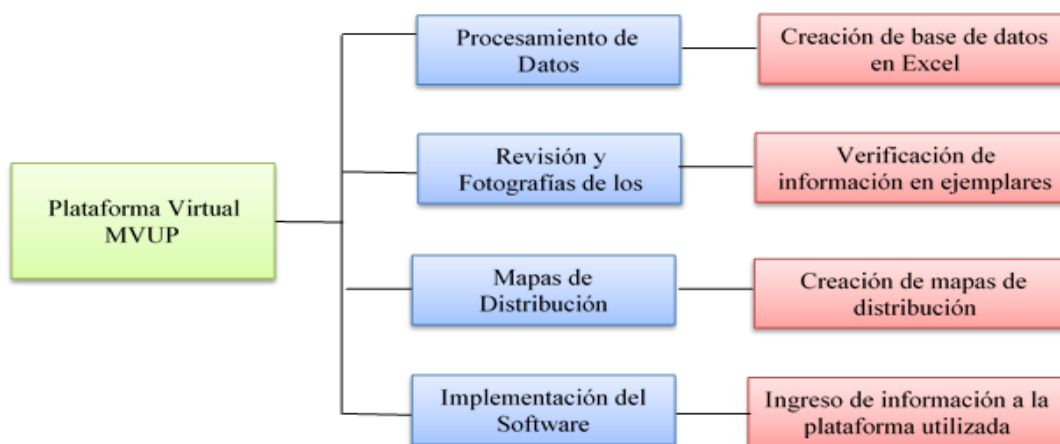 Plataforma Virtual
MVUP
Procesamiento de
Datos
Creación de base de datos
en Excel
Revisión y
Fotografías de los
Verificación de
información en ejemplares
Mapas de
Distribución
Creación de mapas de
distribución
Implementación del
Software
Ingreso de información a la
plataforma utilizada